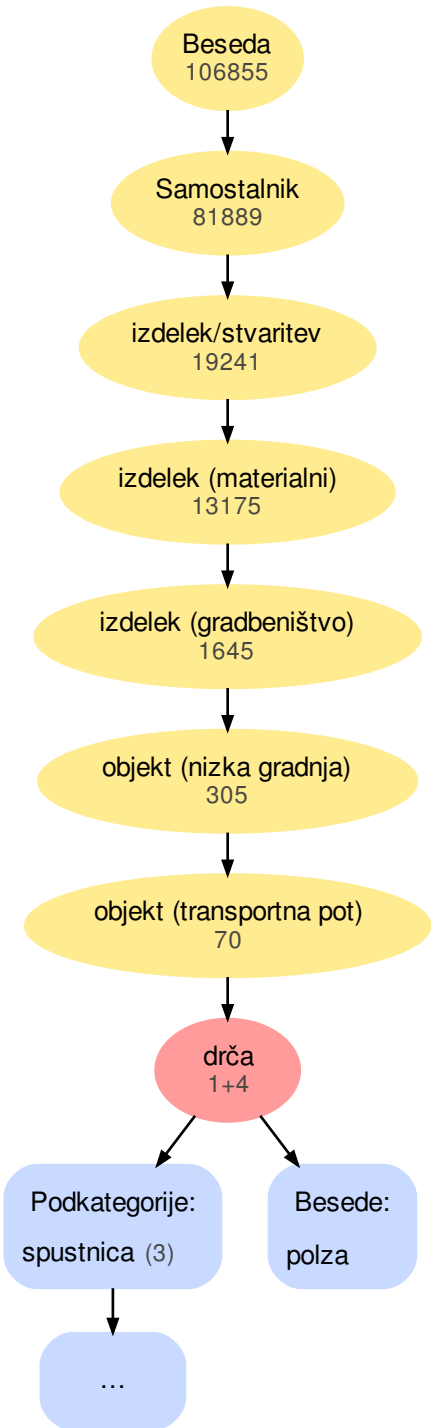 Beseda
106855
Samostalnik
81889
izdelek/stvaritev
19241
izdelek (materialni)
13175
izdelek (gradbeništvo)
1645
objekt (nizka gradnja)
305
objekt (transportna pot)
70
drča
1+4
Podkategorije:
spustnica (3)
Besede:
polza
...